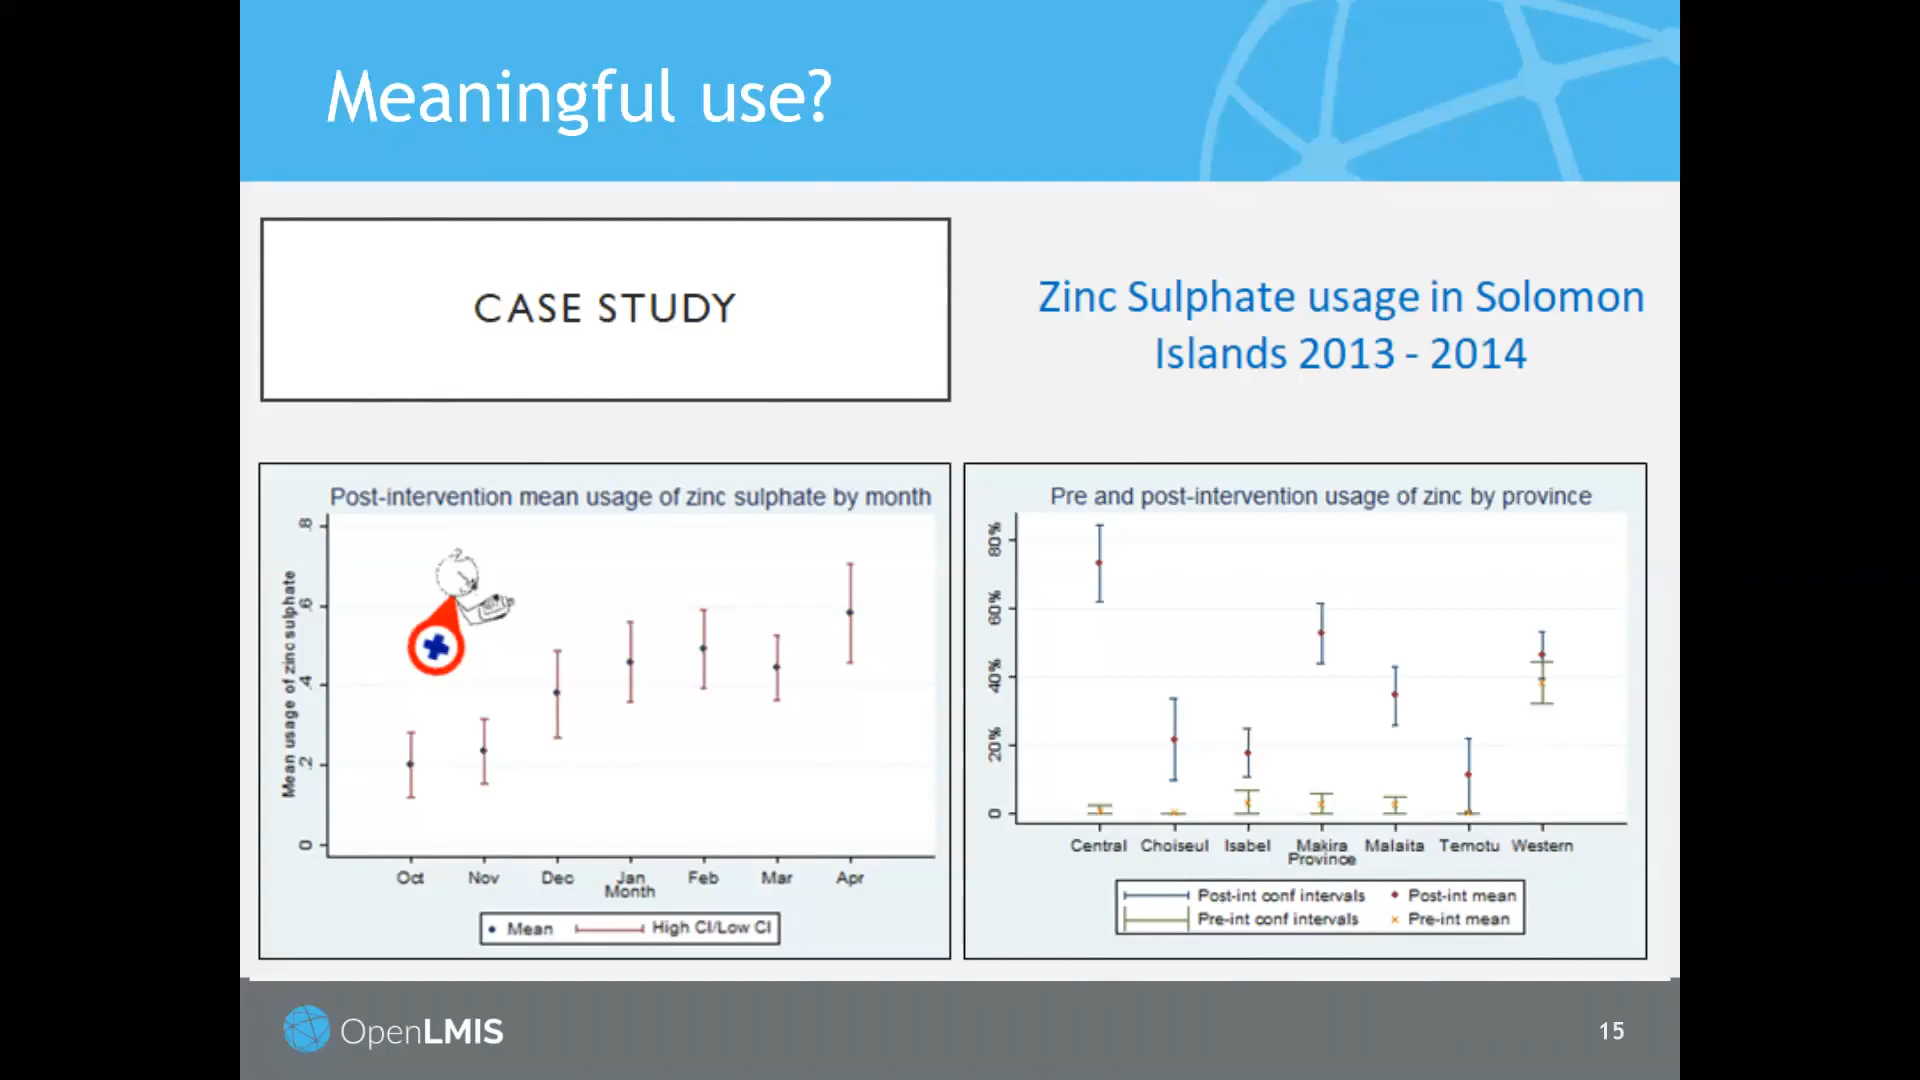 Meaningful use?
CASE STUDY
Zinc Sulphate usage in Solomon
Islands 2013 - 2014
Post-intervention mean usage of zinc sulphate by month
Mean usage of zinc sulphate
.8
.6
.4
.2
0
Oct Nov Dec Jan Feb Mar Apr
Month
Mean High CI/Low CI
Pre and post-intervention usage of zinc by province
80%
60%
40%
20%
0
Central Choiseul Isabel Makira Malaita Temotu Western
Province
Post-int conf intervals Post-int mean
Pre-int conf intervals Pre-int mean
OpenLMIS
15